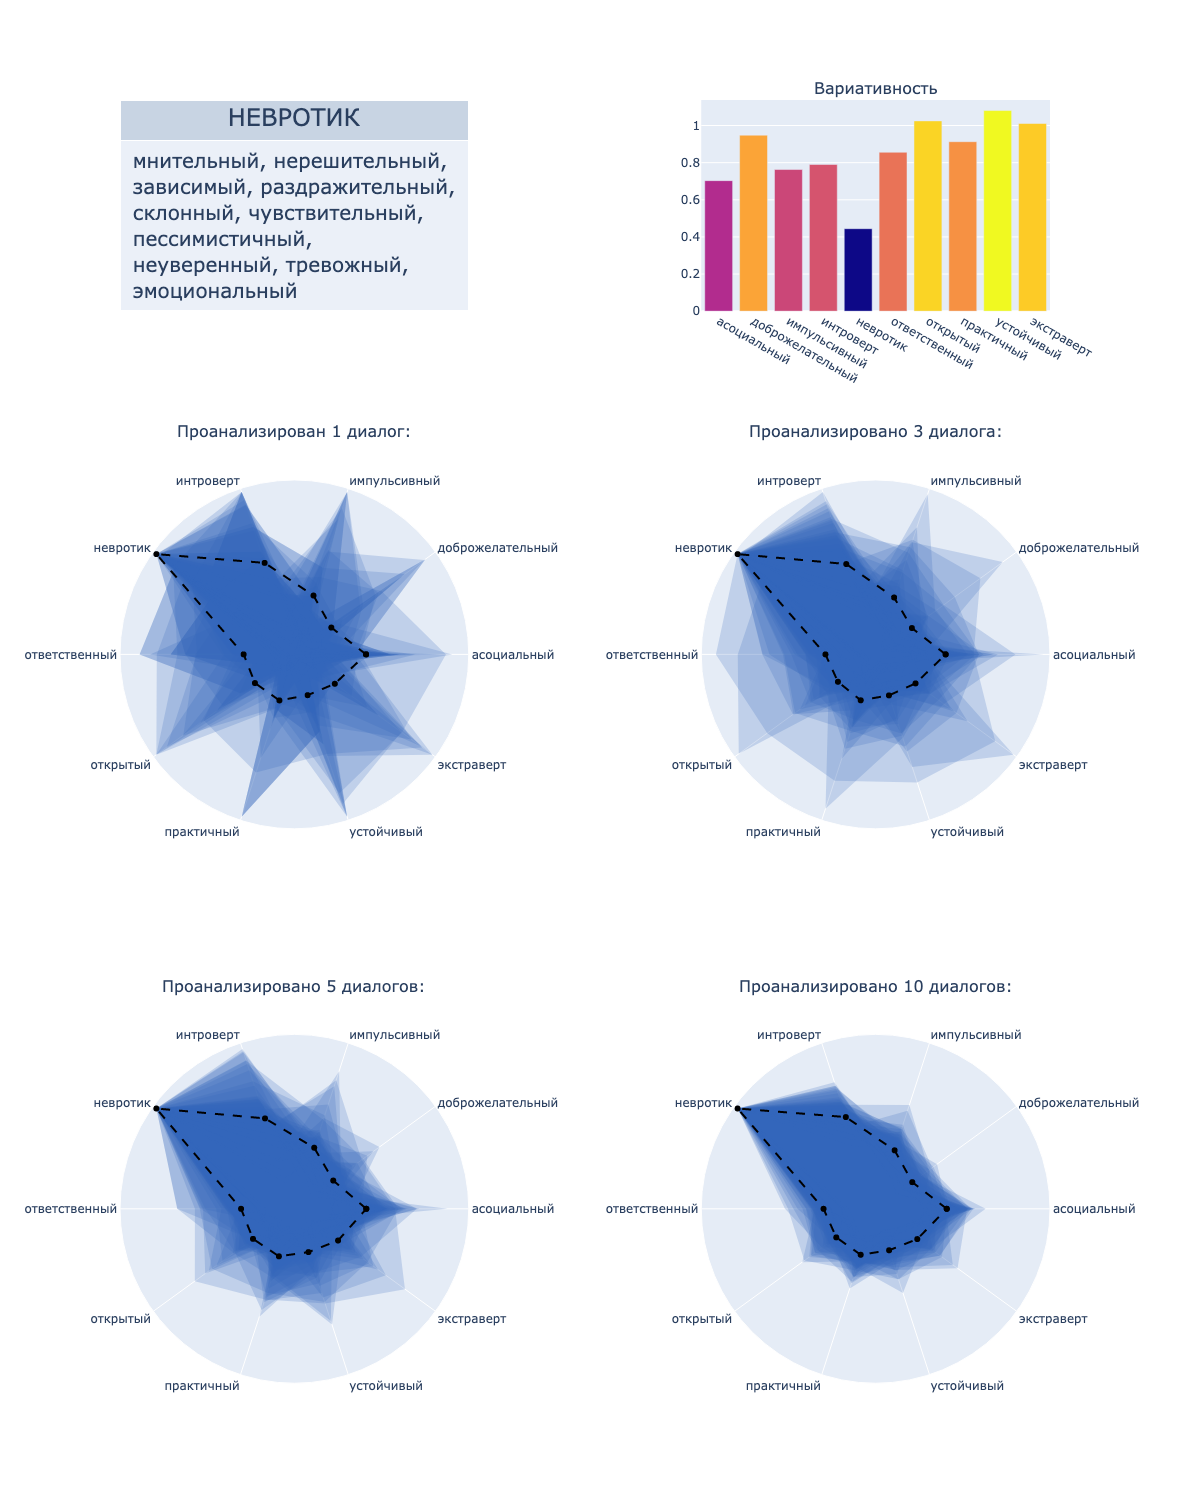 НЕВРОТИК
мнительный, нерешительный,
зависимый, раздражительный,
склонный, чувствительный,
пессимистичный,
неуверенный, тревожный,
эмоциональный
Вариативность
1
0.8
0.6
0.4
0.2
0
асоциальный
доброжелательный
импульсивный
интроверт
невротик
ответственный
открытый
практичный
устойчивый
экстраверт
Проанализирован 1 диалог:
интроверт
импульсивный
невротик
доброжелательный
ответственный
асоциальный
открытый
экстраверт
практичный
устойчивый
Проанализировано 3 диалога:
интроверт
импульсивный
невротик
доброжелательный
ответственный
асоциальный
открытый
экстраверт
практичный
устойчивый
Проанализировано 5 диалогов:
интроверт
импульсивный
невротик
доброжелательный
ответственный
асоциальный
открытый
экстраверт
практичный
устойчивый
Проанализировано 10 диалогов:
интроверт
импульсивный
невротик
доброжелательный
ответственный
асоциальный
открытый
экстраверт
практичный
устойчивый